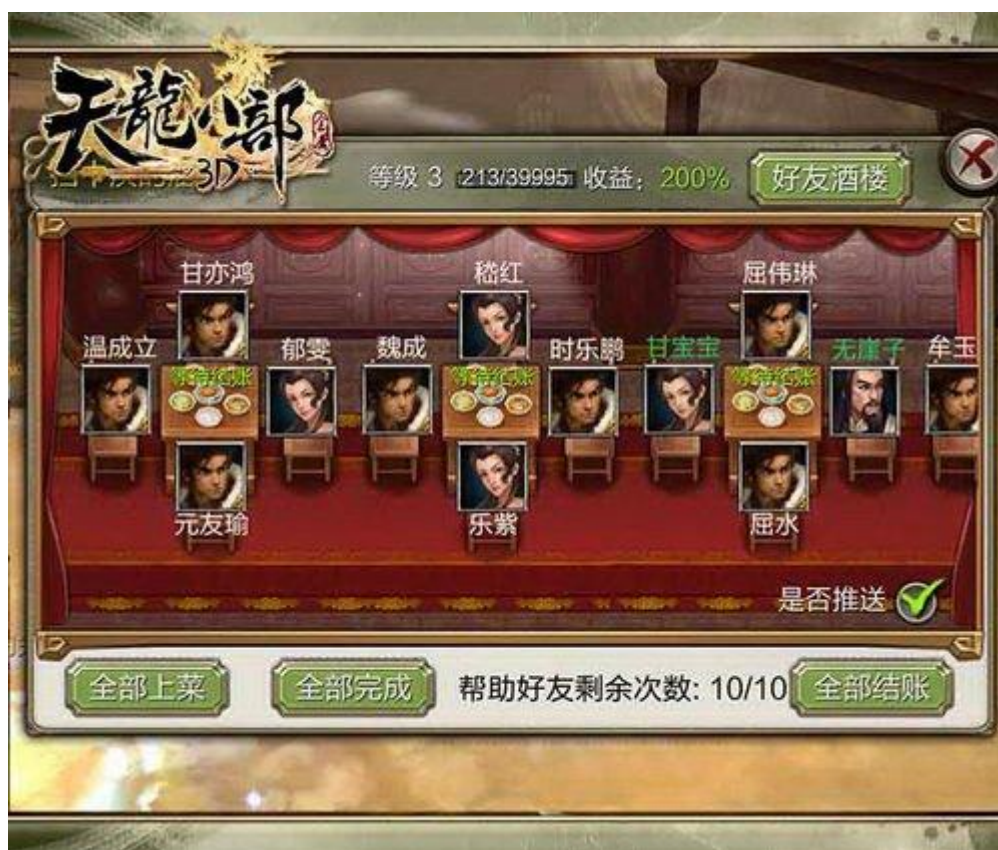 天龍八部
3D
等级 3 213/39995 收益：200% 好友酒楼
甘亦鸿 嵇红 屈伟琳
温成立 郁雯 魏成 时乐鹏 甘宝宝 无崖子 牟玉
等待结账 等待结账 等待结账
元友瑜 乐紫 屈水
是否推送
全部上菜 全部完成 帮助好友剩余次数: 10/10 全部结账